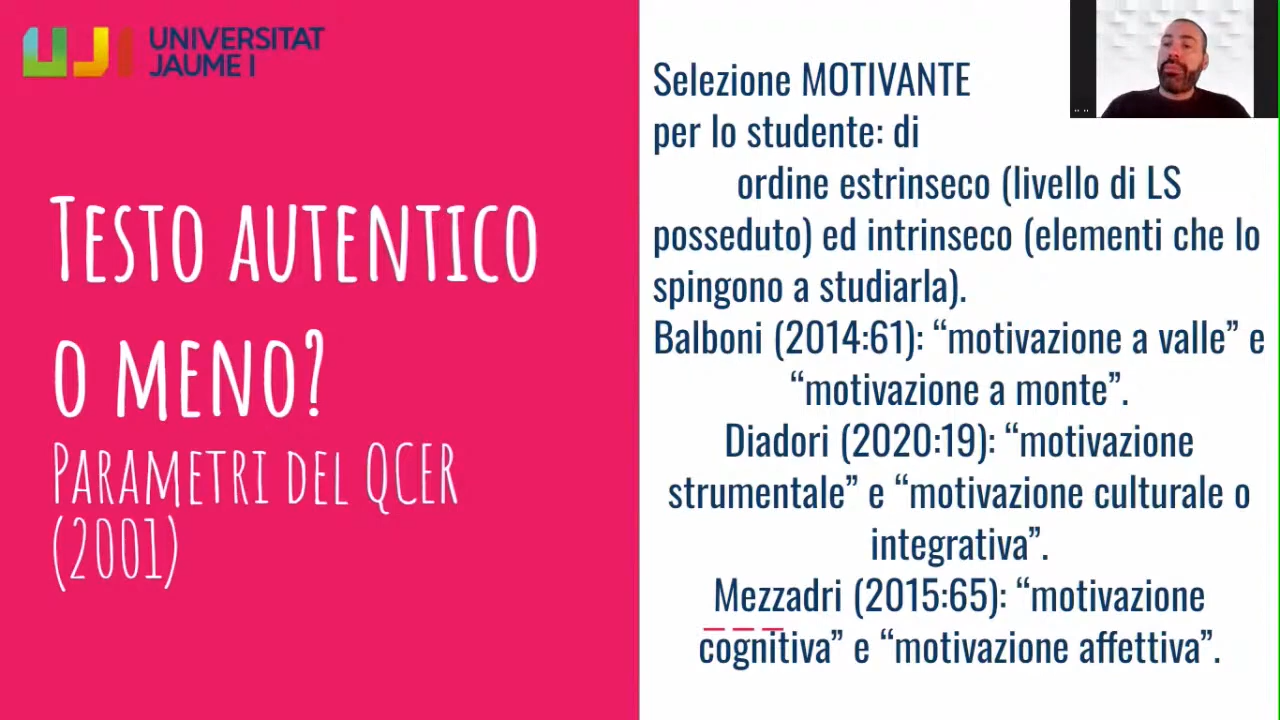 UJI UNIVERSITAT
JAUME I
TESTO AUTENTICO
O MENO?
PARAMETRI DEL QCER
(2001)
Selezione MOTIVANTE
per lo studente: di
ordine estrinseco (livello di LS
posseduto) ed intrinseco (elementi che lo
spingono a studiarla).
Balboni (2014:61): “motivazione a valle” e
“motivazione a monte”.
Diadori (2020:19): “motivazione
strumentale” e “motivazione culturale o
integrativa”.
Mezzadri (2015:65): “motivazione
cognitiva” e “motivazione affettiva”.